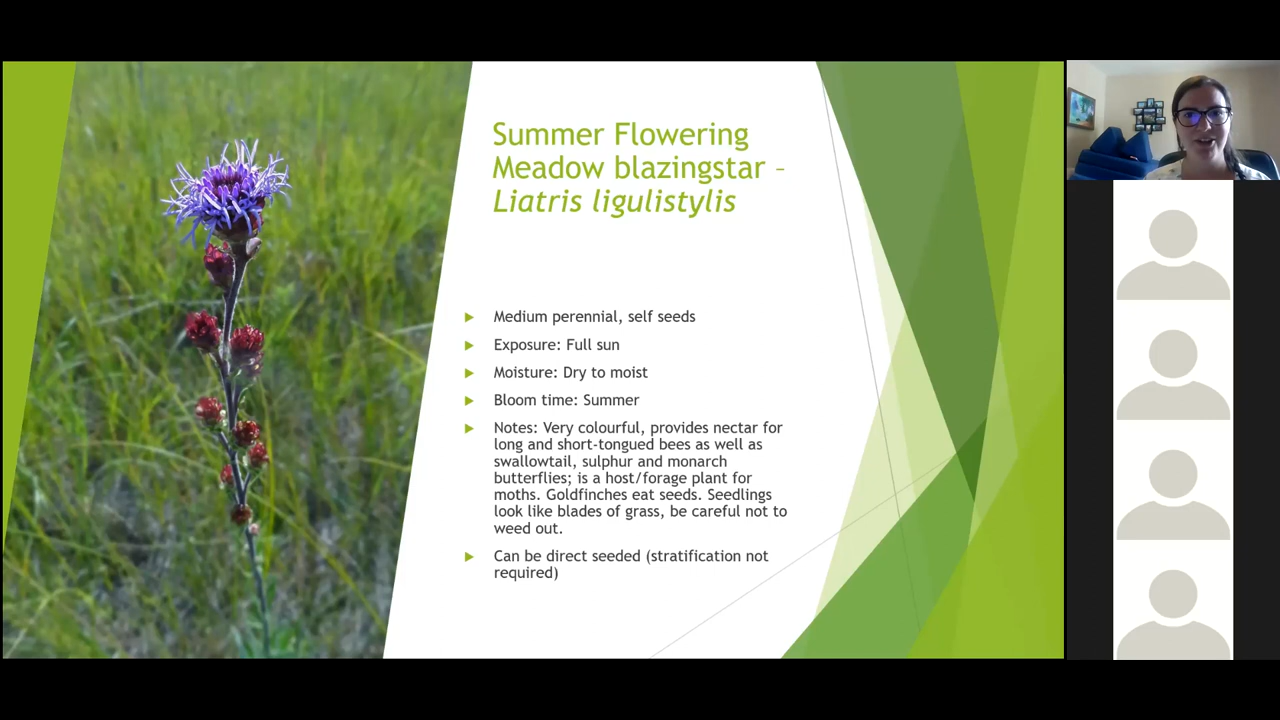 Summer Flowering
Meadow blazingstar –
Liatris ligulistylis
Medium perennial, self seeds
Exposure: Full sun
Moisture: Dry to moist
Bloom time: Summer
Notes: Very colourful, provides nectar for
long and short-tongued bees as well as
swallowtail, sulphur and monarch
butterflies; is a host/forage plant for
moths. Goldfinches eat seeds. Seedlings
look like blades of grass, be careful not to
weed out.
Can be direct seeded (stratification not
required)